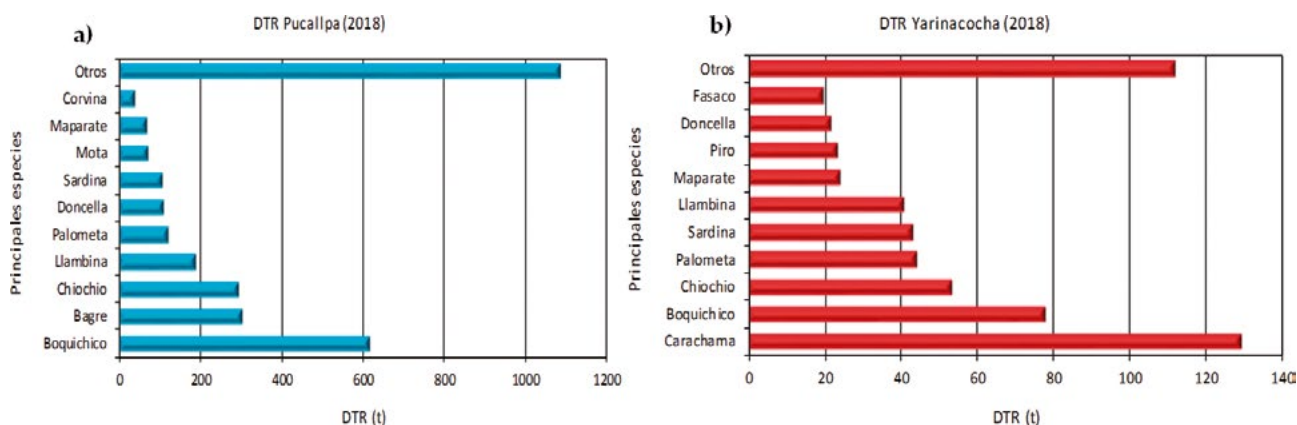 a)
DTR Pucallpa (2018)
Principales especies
Otros
Corvina
Maparate
Mota
Sardina
Doncella
Palometa
Llambina
Chiochio
Bagre
Boquichico
0 200 400 600 800 1000 1200
DTR (t)
b)
DTR Yarinacocha (2018)
Principales especies
Otros
Fasaco
Doncella
Piro
Maparate
Llambina
Sardina
Palometa
Chiochio
Boquichico
Carachama
0 20 40 60 80 100 120 140
DTR (t)